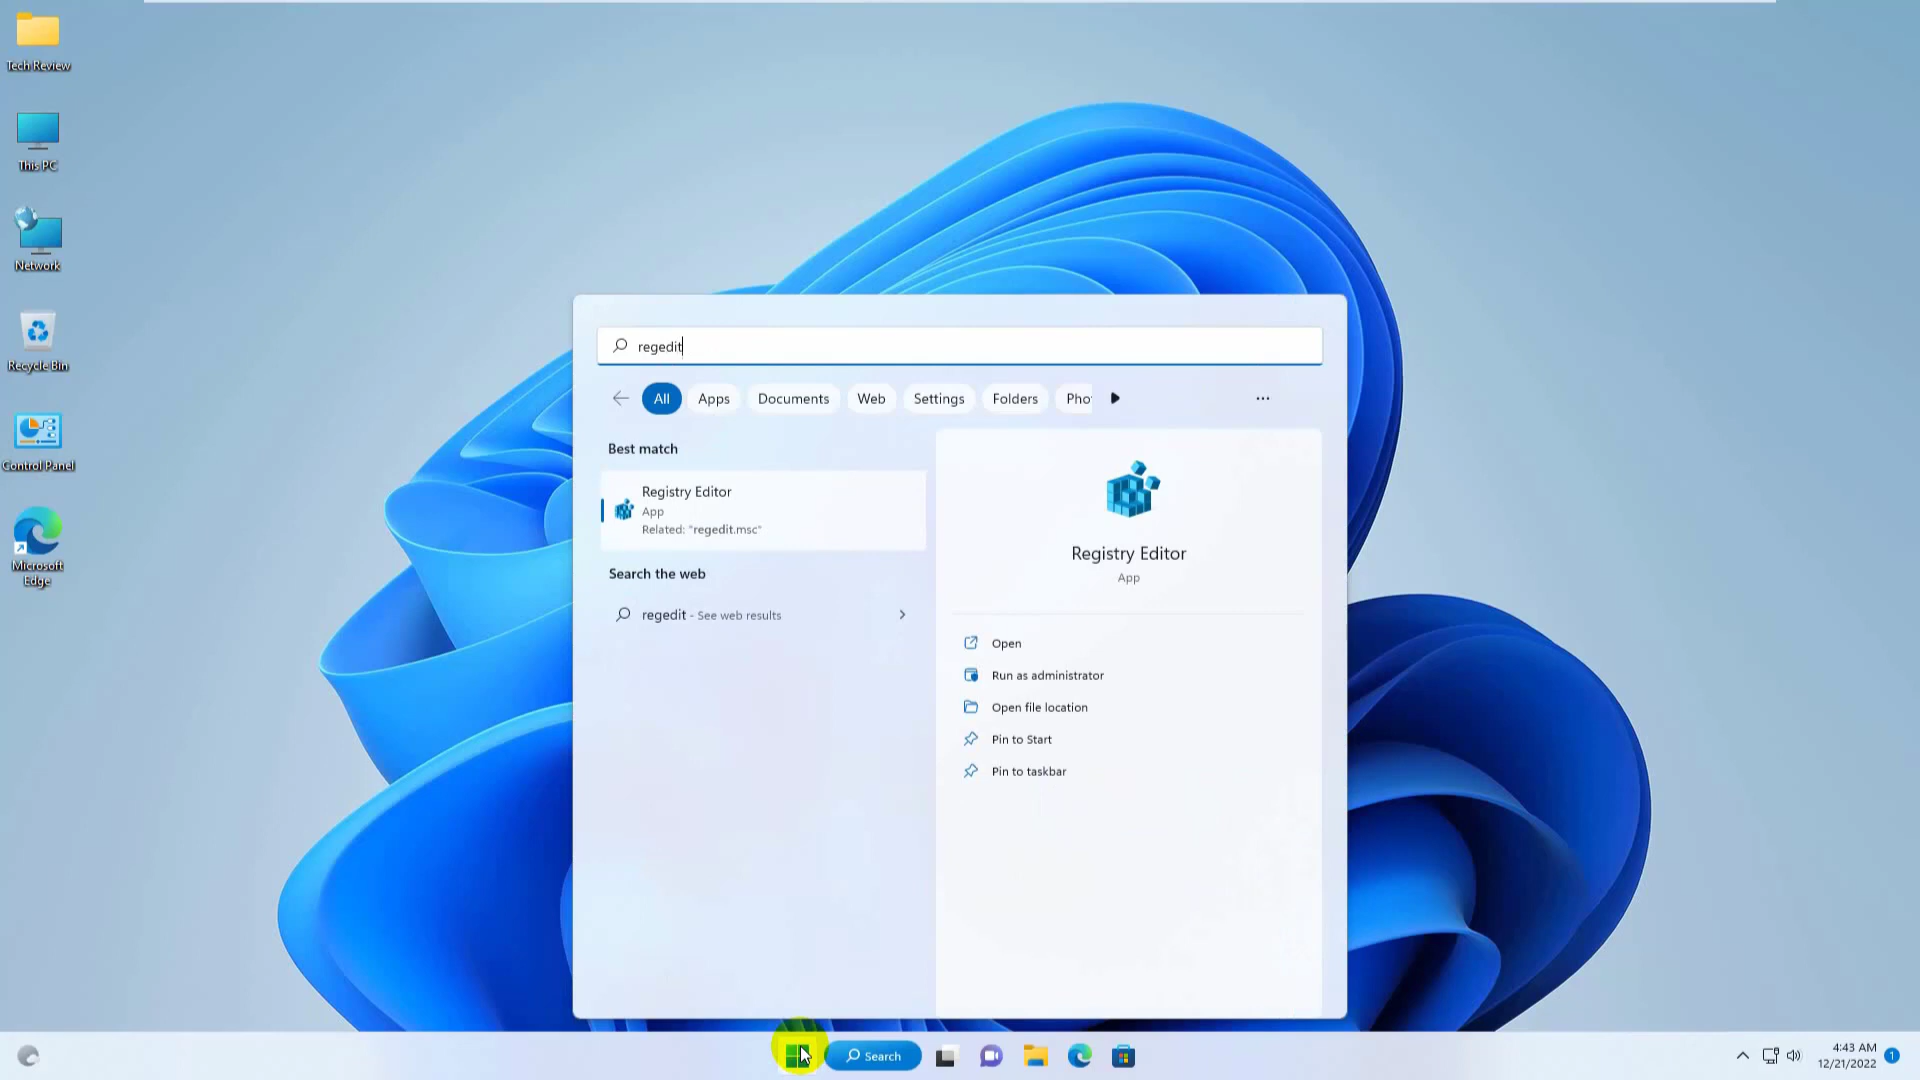 Tech Review
This PC
Network
Recycle Bin
Control Panel
Microsoft
Edge
regedit
All Apps Documents Web Settings Folders Pho ...
Best match
Registry Editor
App
Related: "regedit.msc"
Search the web
regedit - See web results
Registry Editor
App
Open
Run as administrator
Open file location
Pin to Start
Pin to taskbar
Search
4:43 AM
12/21/2022
1